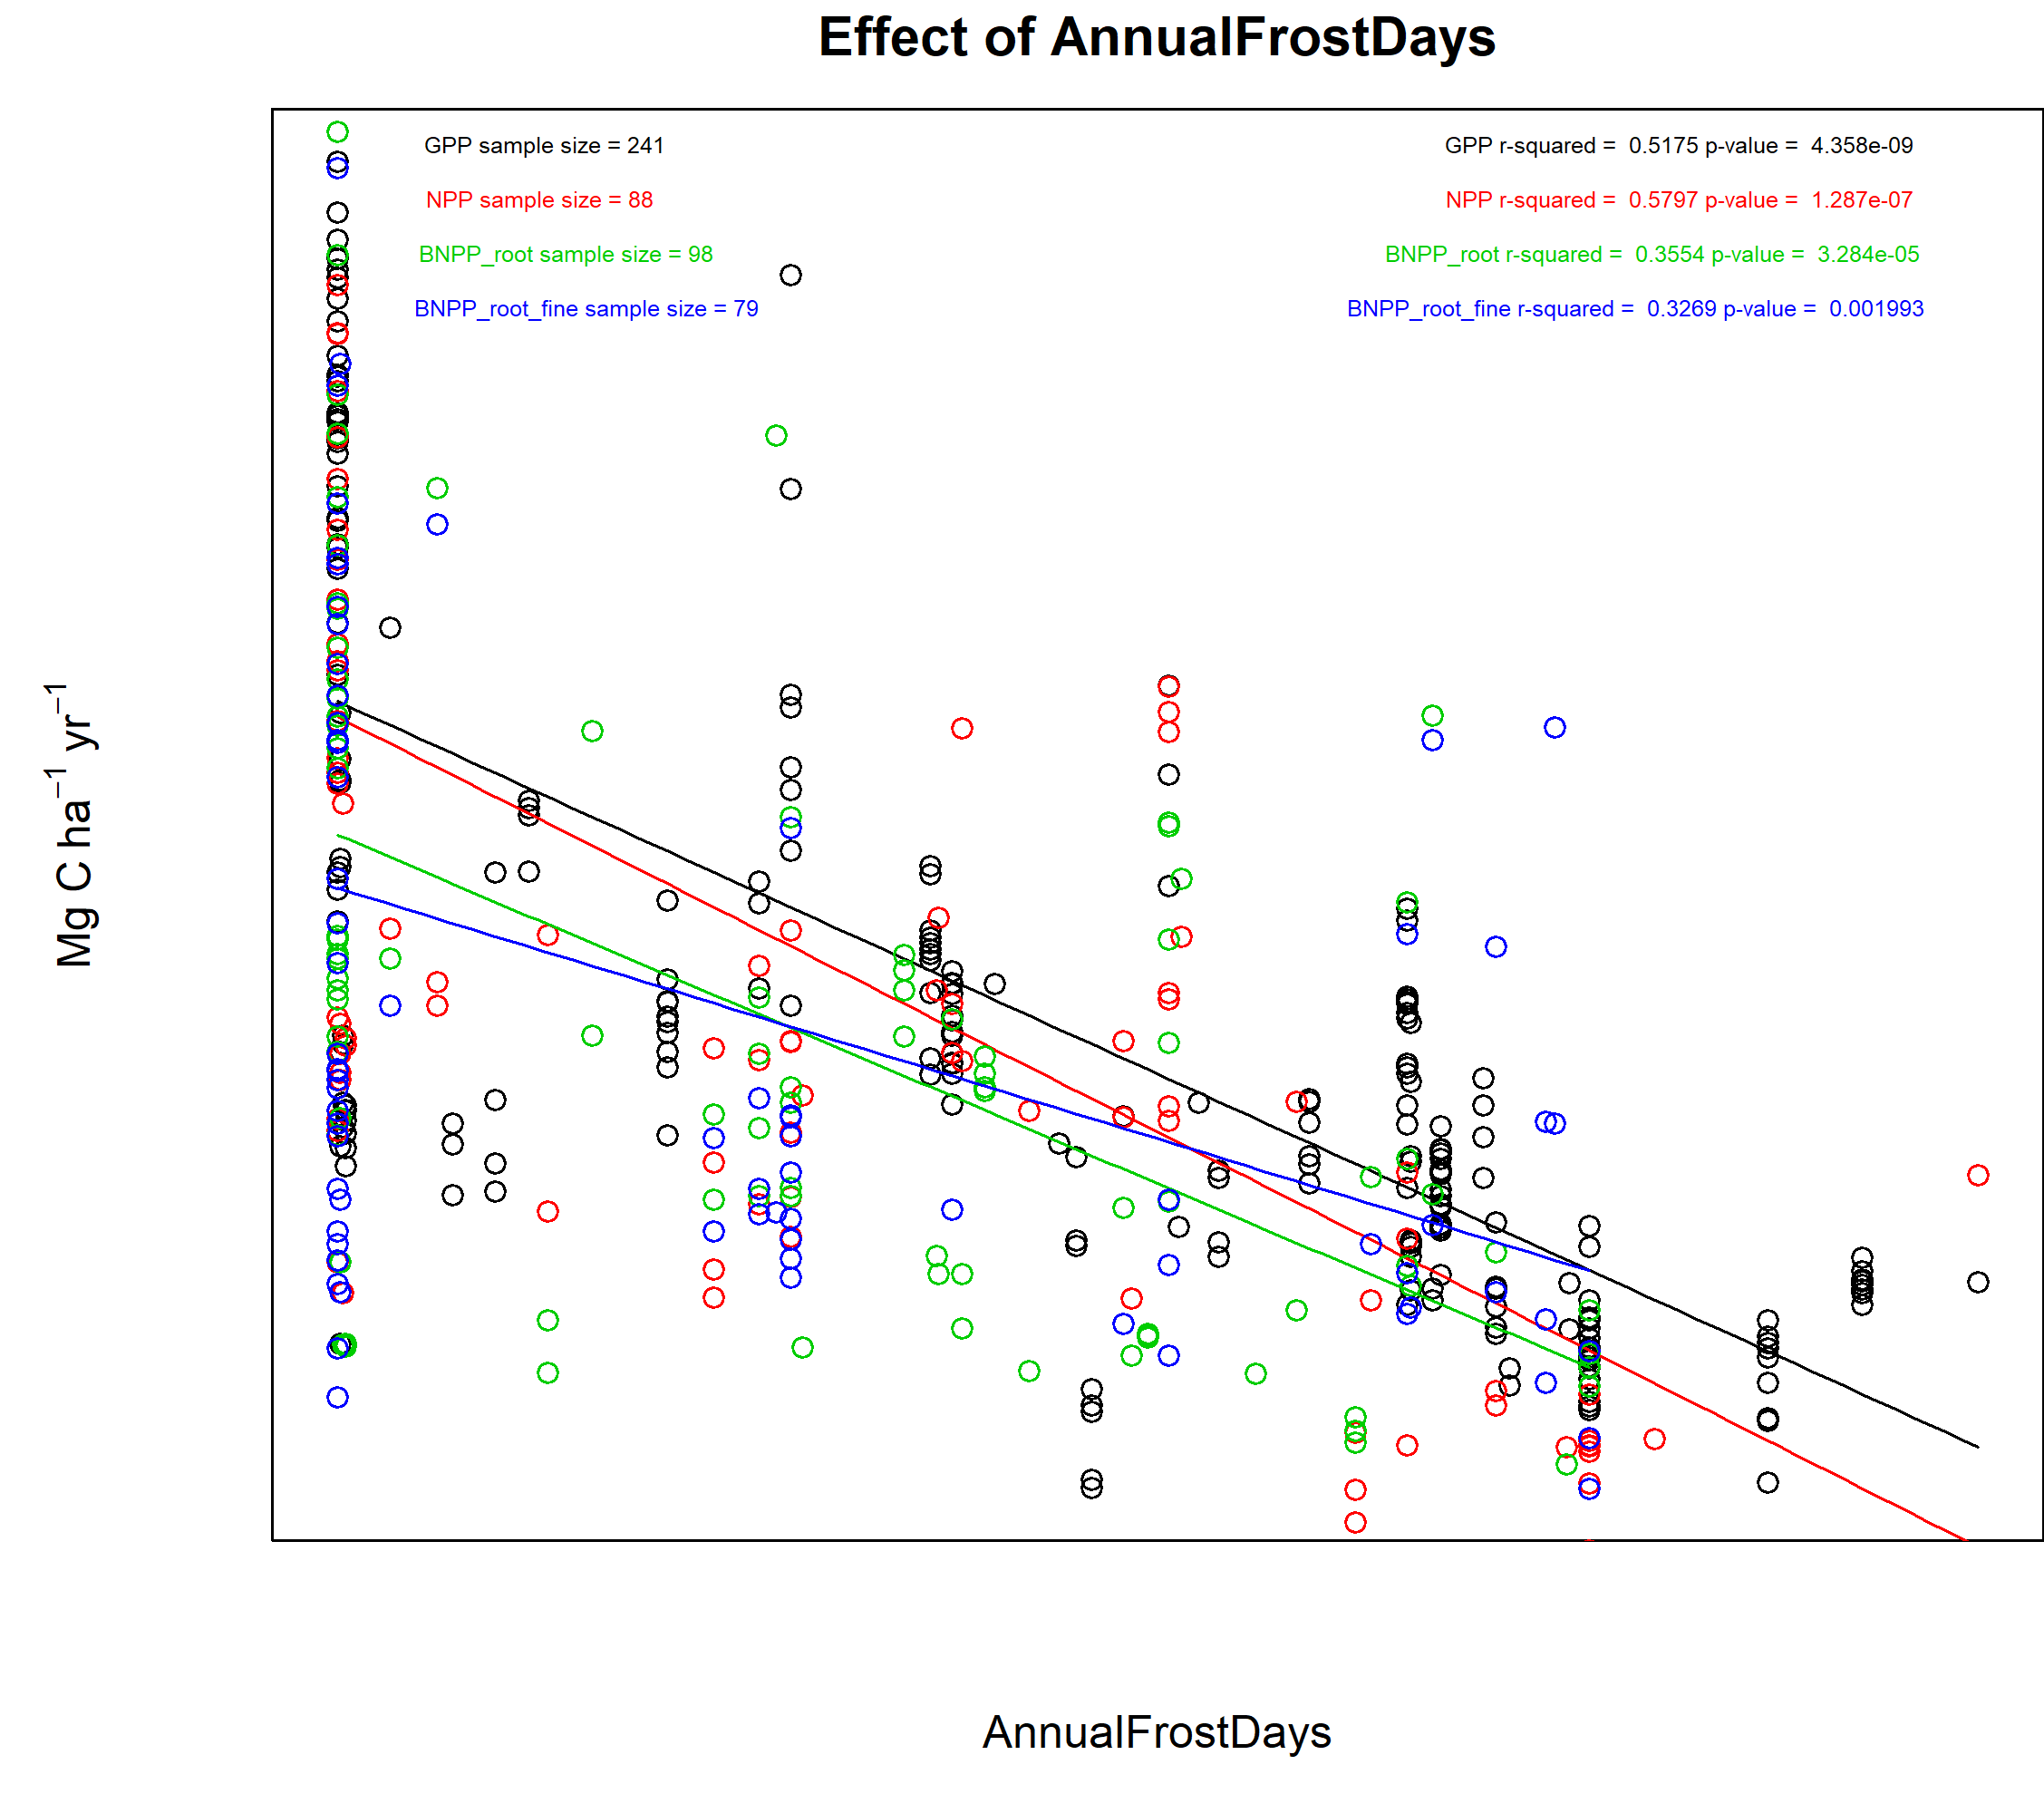 Effect of AnnualFrostDays
GPP sample size = 241
GPP r-squared = 0.5175 p-value = 4.358e-09
NPP sample size = 88
NPP r-squared = 0.5797 p-value = 1.287e-07
BNPP_root sample size = 98
BNPP_root r-squared = 0.3554 p-value = 3.284e-05
BNPP_root_fine sample size = 79
BNPP_root_fine r-squared = 0.3269 p-value = 0.001993
Mg C ha⁻¹ yr⁻¹
AnnualFrostDays